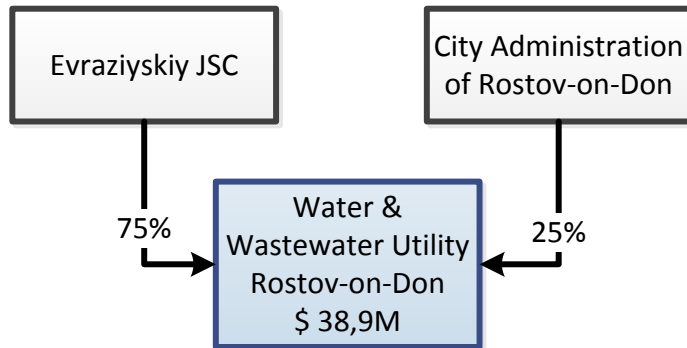 Evraziyskiy JSC
City Administration
of Rostov-on-Don
75%
Water &
Wastewater Utility
Rostov-on-Don
$ 38,9M
25%